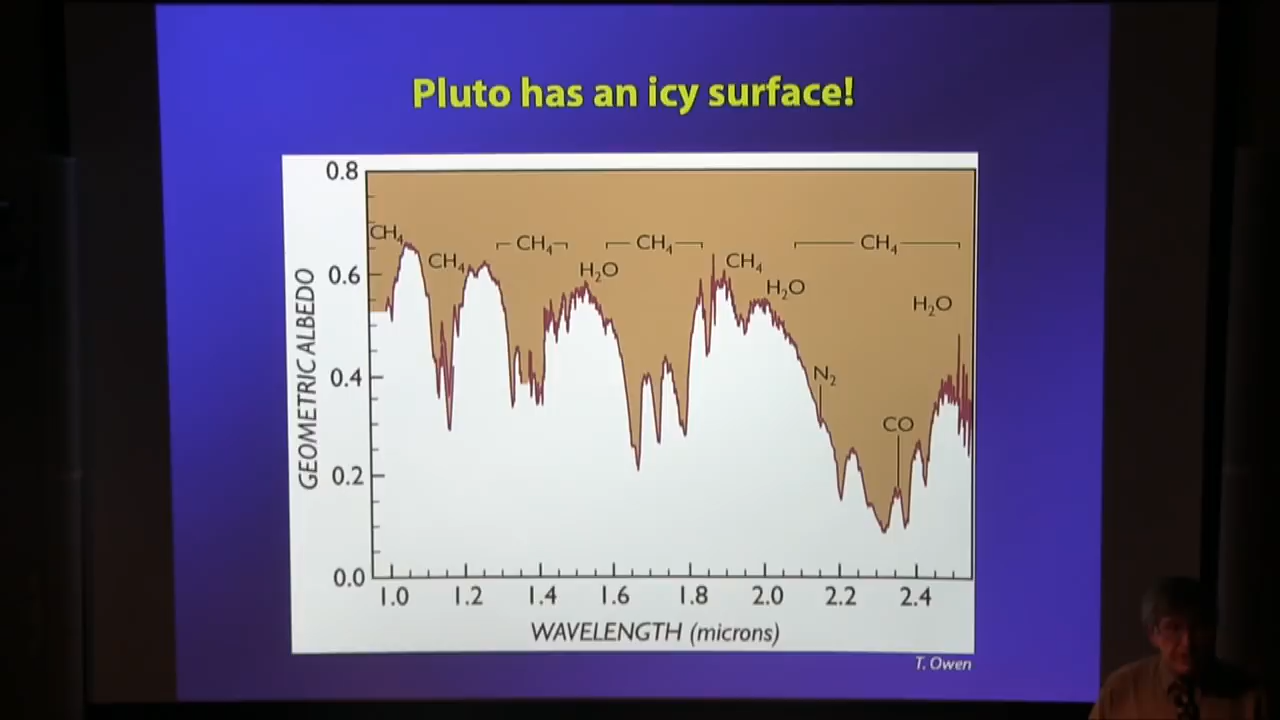 Pluto has an icy surface!
0.8
CH₄
CH₄
CH₄
H₂O
CH₄
CH₄
H₂O
CH₄
H₂O
0.6
0.4
N₂
CO
0.2
0.0
GEOMETRIC ALBEDO
1.0 1.2 1.4 1.6 1.8 2.0 2.2 2.4
WAVELENGTH (microns)
T. Owen